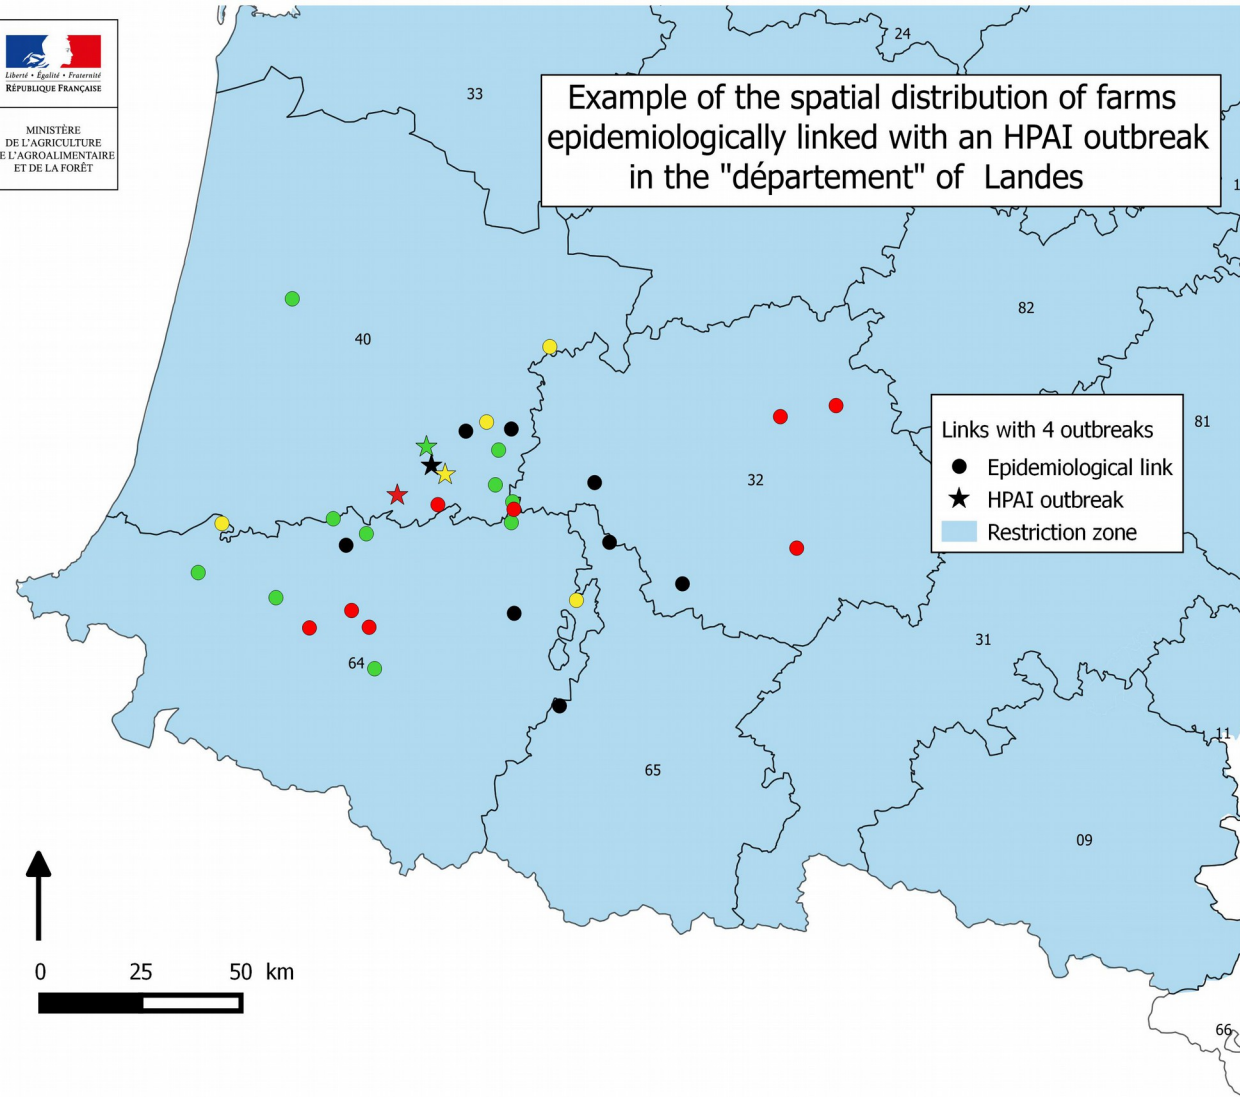 Liberté • Égalité • Fraternité
RÉPUBLIQUE FRANÇAISE
MINISTÈRE
DE L'AGRICULTURE
E L'AGROALIMENTAIRE
ET DE LA FORÊT
24
33
Example of the spatial distribution of farms
epidemiologically linked with an HPAI outbreak
in the "département" of Landes
1
82
40
81
Links with 4 outbreaks
Epidemiological link
HPAI outbreak
Restriction zone
32
31
64
11
65
09
0 25 50 km
66